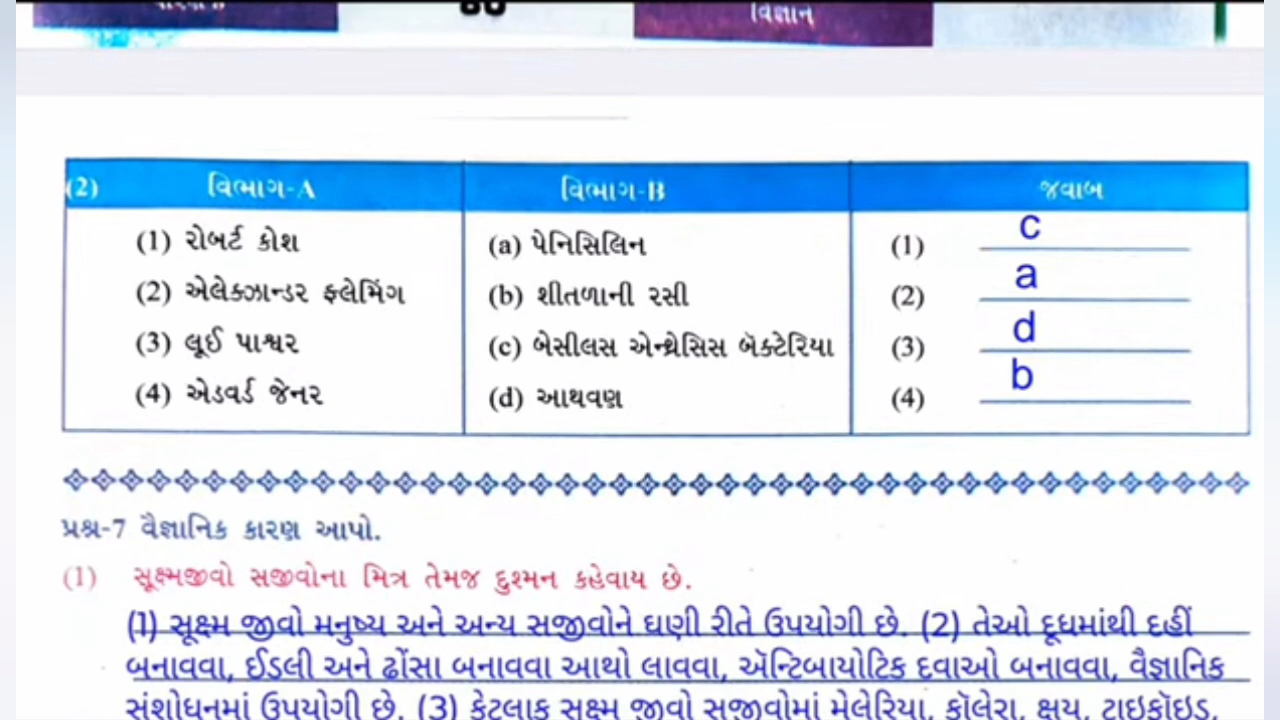 વિજ્ઞાન
(2) વિભાગ-A વિભાગ-B જવાબ
(1) રોબર્ટ કોશ (a) પેનિસિલિન (1) c
(2) એલેક્ઝાન્ડર ફ્લેમિંગ (b) શીતળાની રસી (2) a
(3) લૂઈ પાશ્વર (c) બેસીલસ એન્થ્રેસિસ બૅક્ટેરિયા (3) d
(4) એડવર્ડ જેનર (d) આથવણ (4) b
પ્રશ્ન-7 વૈજ્ઞાનિક કારણ આપો.
(1) સૂક્ષ્મજીવો સજીવોના મિત્ર તેમજ દુશ્મન કહેવાય છે.
(1) સૂક્ષ્મ જીવો મનુષ્ય અને અન્ય સજીવોને ઘણી રીતે ઉપયોગી છે. (2) તેઓ દૂધમાંથી દહીં
બનાવવા, ઈડલી અને ઢોંસા બનાવવા આથો લાવવા, ઍન્ટિબાયોટિક દવાઓ બનાવવા, વૈજ્ઞાનિક
સંશોધનમાં ઉપયોગી છે. (3) કેટલાક સૂક્ષ્મ જીવો સજીવોમાં મેલેરિયા, કૉલેરા, ક્ષય, ટાઇફૉઇડ,